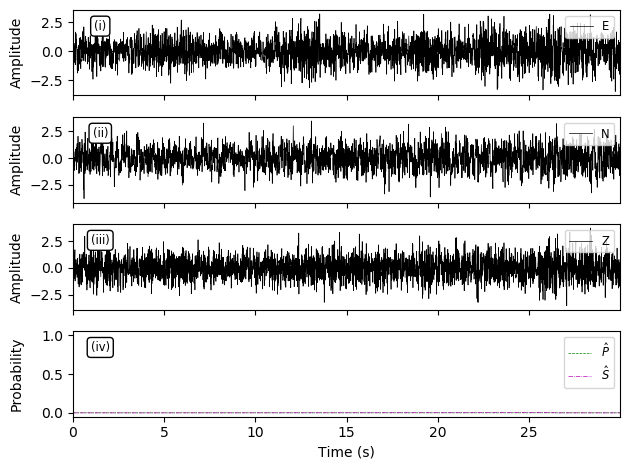 Amplitude
2.5
0.0
−2.5
(i)
E
Amplitude
2.5
0.0
−2.5
(ii)
N
Amplitude
2.5
0.0
−2.5
(iii)
Z
Probability
1.0
0.5
0.0
(iv)
P̂
Ŝ
0 5 10 15 20 25
Time (s)